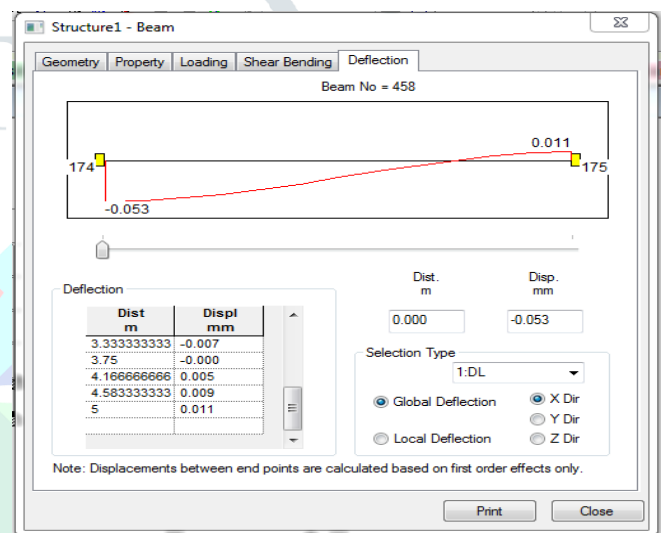 Structure1 - Beam
Geometry Property Loading Shear Bending Deflection
Beam No = 458
0.011
174 175
-0.053
Dist. Disp.
m mm
Deflection
Dist Displ
m mm
0.000 -0.053
3.333333333 -0.007
3.75 -0.000
4.166666666 0.005
4.583333333 0.009
5 0.011
Selection Type
1:DL
Global Deflection X Dir
Y Dir
Local Deflection Z Dir
Note: Displacements between end points are calculated based on first order effects only.
Print Close